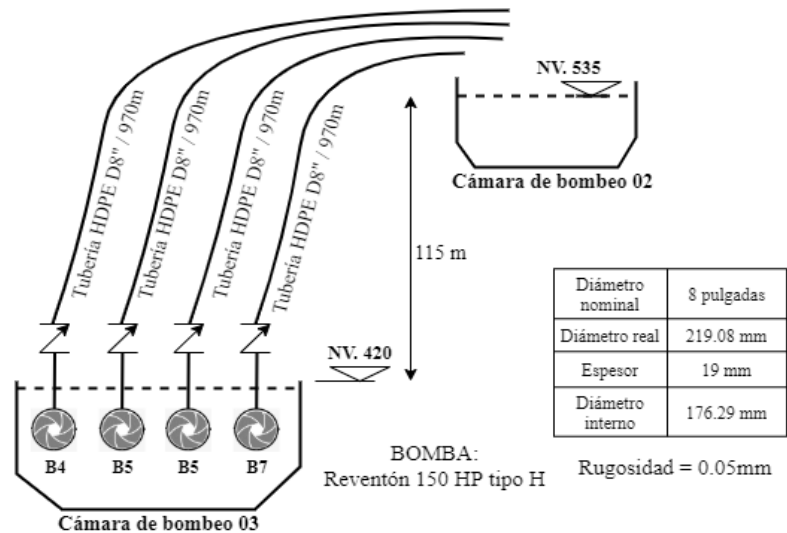 NV. 535
Cámara de bombeo 02
Tubería HDPE D8" / 970m
Tubería HDPE D8" / 970m
Tubería HDPE D8" / 970m
Tubería HDPE D8" / 970m
115 m
NV. 420
B4
B5
B5
B7
Cámara de bombeo 03
BOMBA:
Reventón 150 HP tipo H
Diámetro
nominal
8 pulgadas
Diámetro real
219.08 mm
Espesor
19 mm
Diámetro
interno
176.29 mm
Rugosidad = 0.05mm